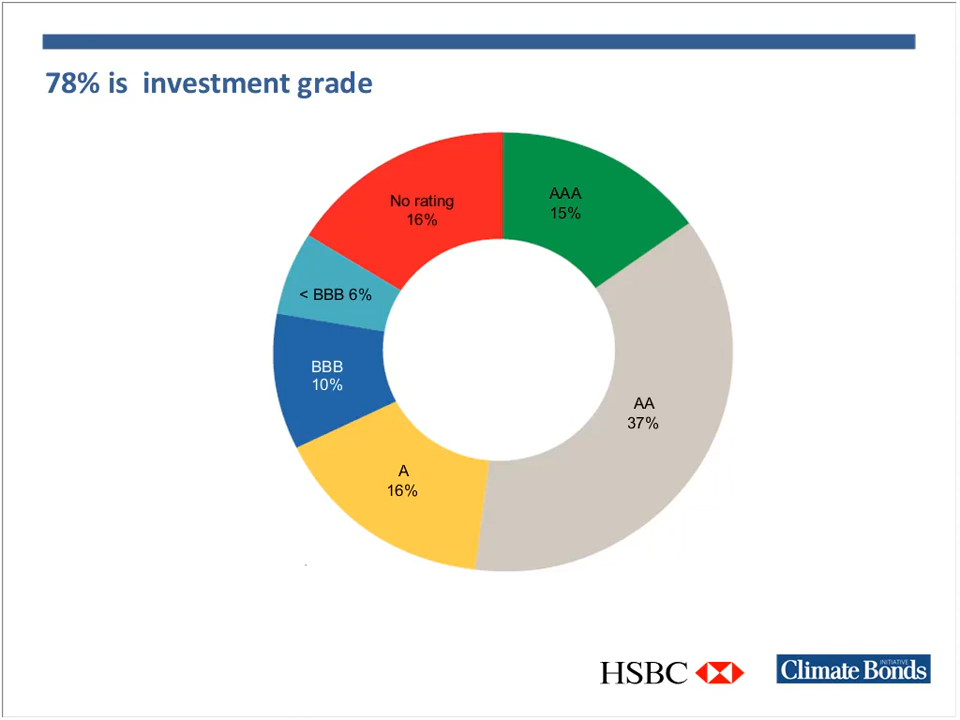 78% is  investment grade
No rating
16%
AAA
15%
< BBB 6%
BBB
10%
AA
37%
A
16%
HSBC
INITIATIVE
Climate Bonds